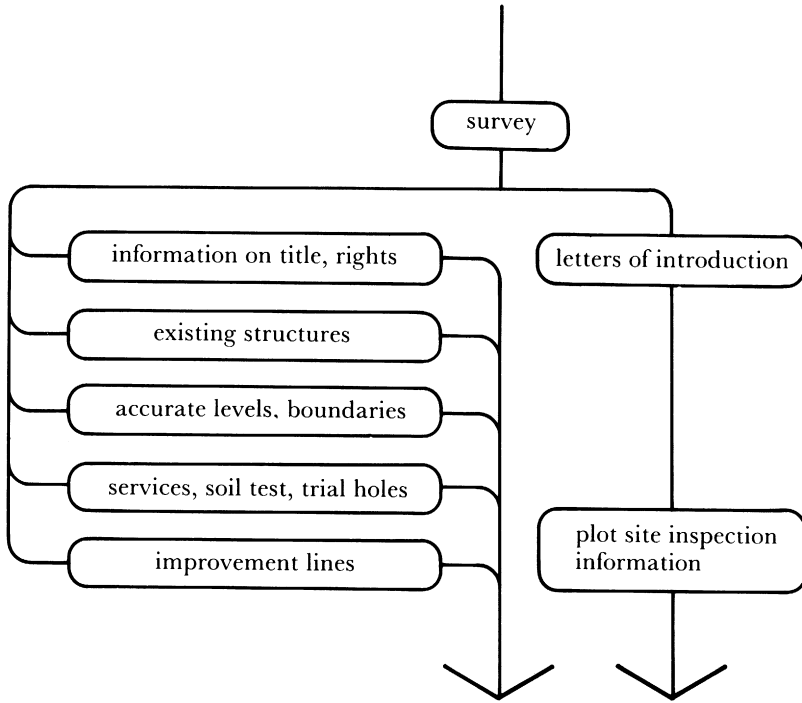 survey
information on title, rights
letters of introduction
existing structures
accurate levels, boundaries
services, soil test, trial holes
plot site inspection
information
improvement lines